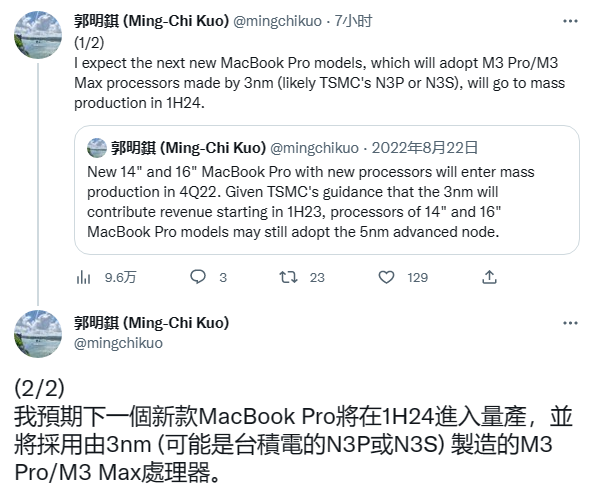 郭明錤 (Ming-Chi Kuo) @mingchikuo · 7小时
(1/2)
I expect the next new MacBook Pro models, which will adopt M3 Pro/M3
Max processors made by 3nm (likely TSMC's N3P or N3S), will go to mass
production in 1H24.
郭明錤 (Ming-Chi Kuo) @mingchikuo · 2022年8月22日
New 14" and 16" MacBook Pro with new processors will enter mass
production in 4Q22. Given TSMC's guidance that the 3nm will
contribute revenue starting in 1H23, processors of 14" and 16"
MacBook Pro models may still adopt the 5nm advanced node.
9.6万 3 23 129
郭明錤 (Ming-Chi Kuo)
@mingchikuo
(2/2)
我預期下一個新款MacBook Pro將在1H24進入量產，並
將採用由3nm (可能是台積電的N3P或N3S) 製造的M3
Pro/M3 Max處理器。